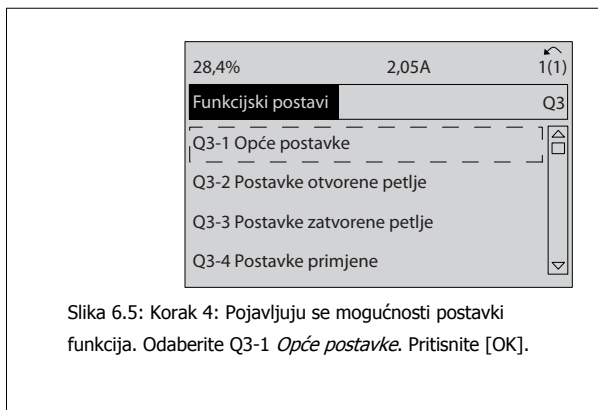 28,4% 2,05A 1(1)
Funkcijski postavi Q3
Q3-1 Opće postavke
Q3-2 Postavke otvorene petlje
Q3-3 Postavke zatvorene petlje
Q3-4 Postavke primjene
Slika 6.5: Korak 4: Pojavljuju se mogućnosti postavki
funkcija. Odaberite Q3-1 Opće postavke. Pritisnite [OK].